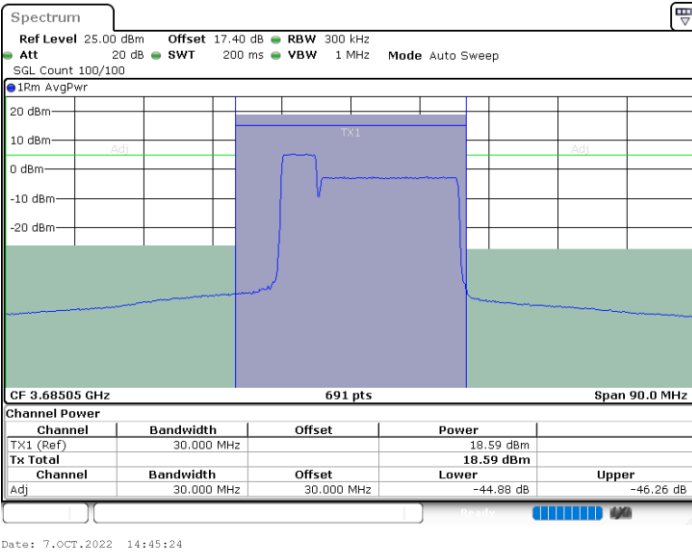 Spectrum
Ref Level 25.00 dBm Offset 17.40 dB RBW 300 kHz
Att 20 dB SWT 200 ms VBW 1 MHz Mode Auto Sweep
SGL Count 100/100
1Rm AvgPwr
20 dBm
TX1
10 dBm
Adj Adj
0 dBm
-10 dBm
-20 dBm
CF 3.68505 GHz 691 pts Span 90.0 MHz
Channel Power
Channel Bandwidth Offset Power
TX1 (Ref) 30.000 MHz 18.59 dBm
Tx Total 18.59 dBm
Channel Bandwidth Offset Lower Upper
Adj 30.000 MHz 30.000 MHz -44.88 dB -46.26 dB
Ready
Date: 7.OCT.2022 14:45:24